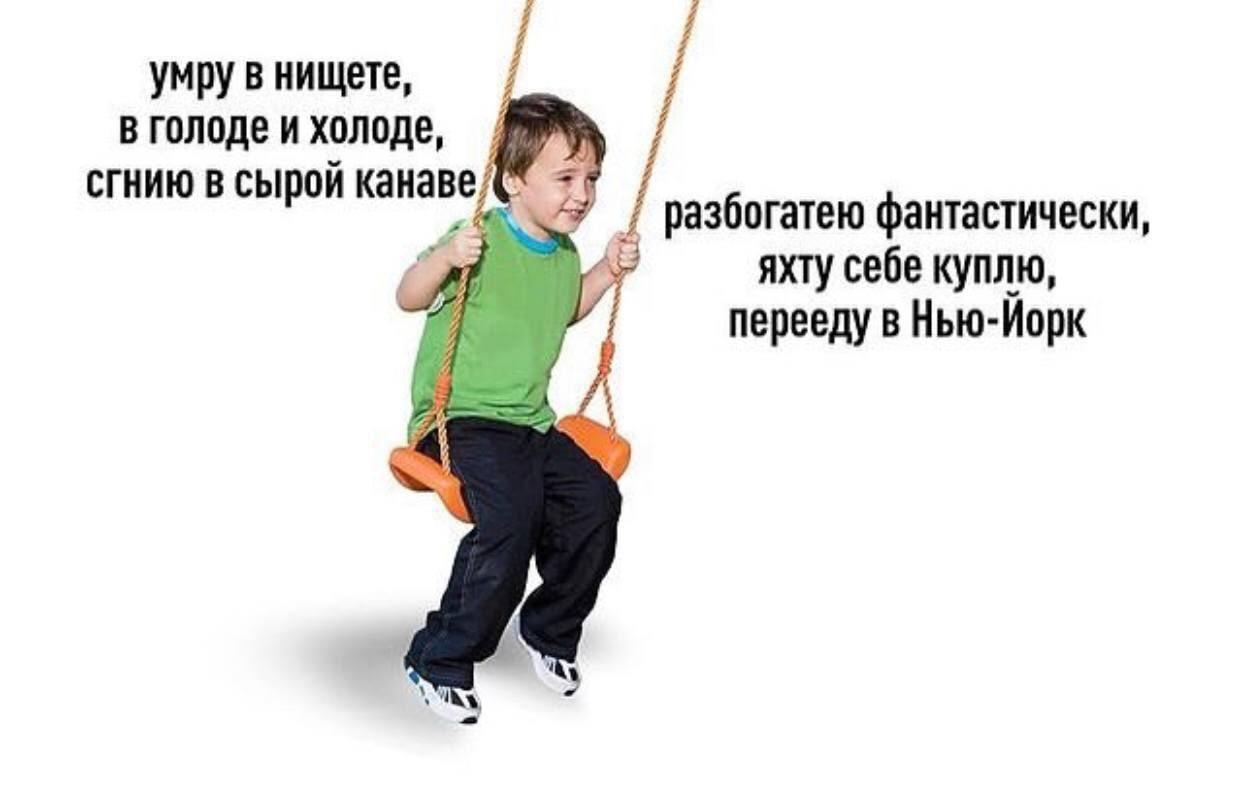 умру в нищете,
в голоде и холоде,
сгнию в сырой канаве
разбогатею фантастически,
яхту себе куплю,
перееду в Нью-Йорк